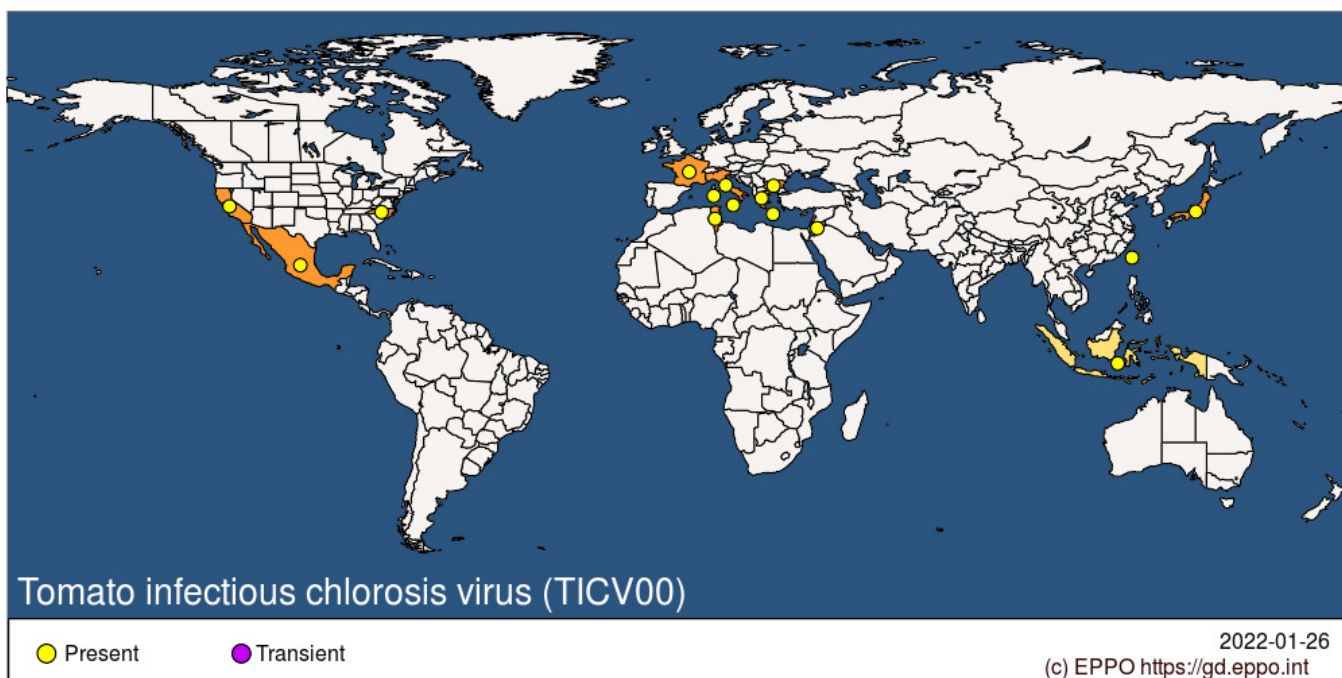 Tomato infectious chlorosis virus (TICV00)
Present
Transient
2022-01-26
(c) EPPO https://gd.eppo.int